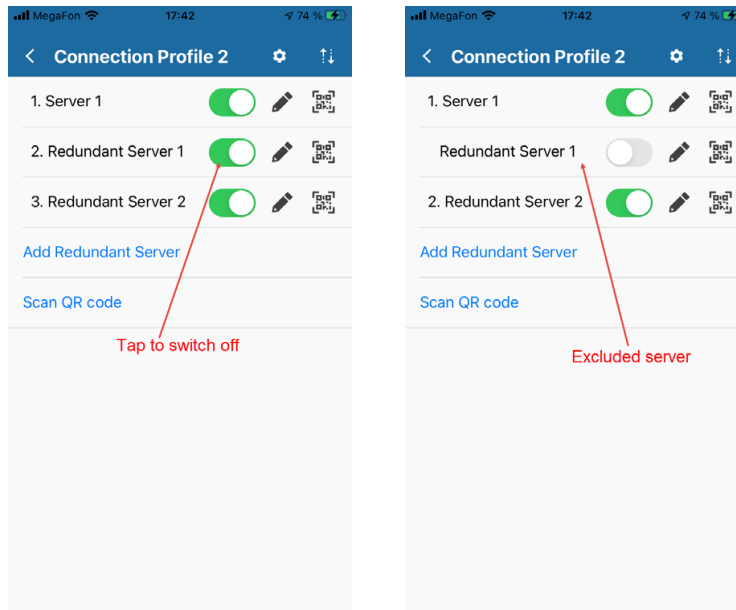 MegaFon 17:42 74 %
Connection Profile 2
1. Server 1
2. Redundant Server 1
3. Redundant Server 2
Add Redundant Server
Scan QR code
Tap to switch off
MegaFon 17:42 74 %
Connection Profile 2
1. Server 1
Redundant Server 1
2. Redundant Server 2
Add Redundant Server
Scan QR code
Excluded server